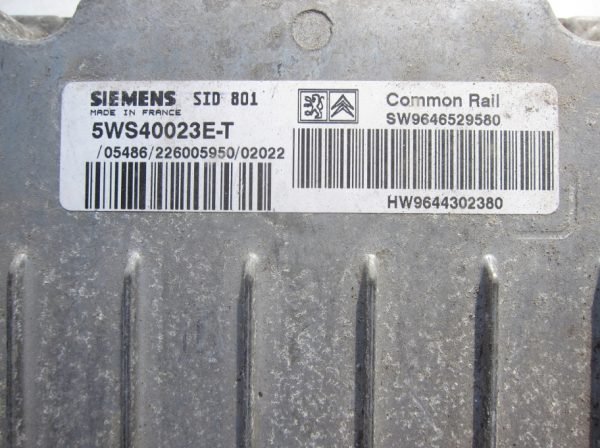 SIEMENS SID 801
MADE IN FRANCE
5WS40023E-T
/05486/226005950/02022
Common Rail
SW9646529580
HW9644302380